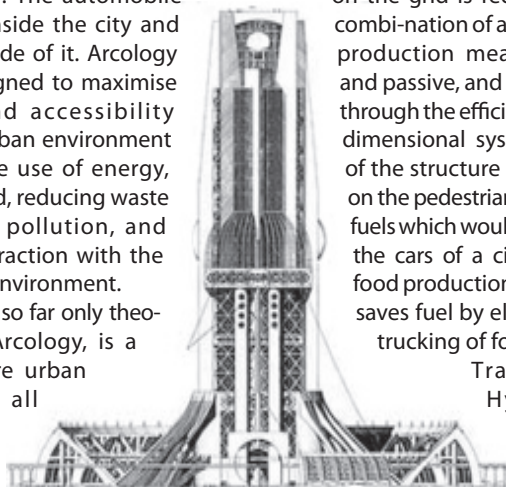 . The automobile
nside the city and
de of it. Arcology
gned to maximise
nd accessibility
ban environment
e use of energy,
d, reducing waste
pollution, and
raction with the
nvironment.
so far only theo-
Arcology, is a
re urban
all
on the grid is
combi-nation of a
production mea
and passive, and
through the effici
dimensional sys
of the structure
on the pedestrian
fuels which woul
the cars of a ci
food production
saves fuel by el
trucking of fo
Tra
Hy